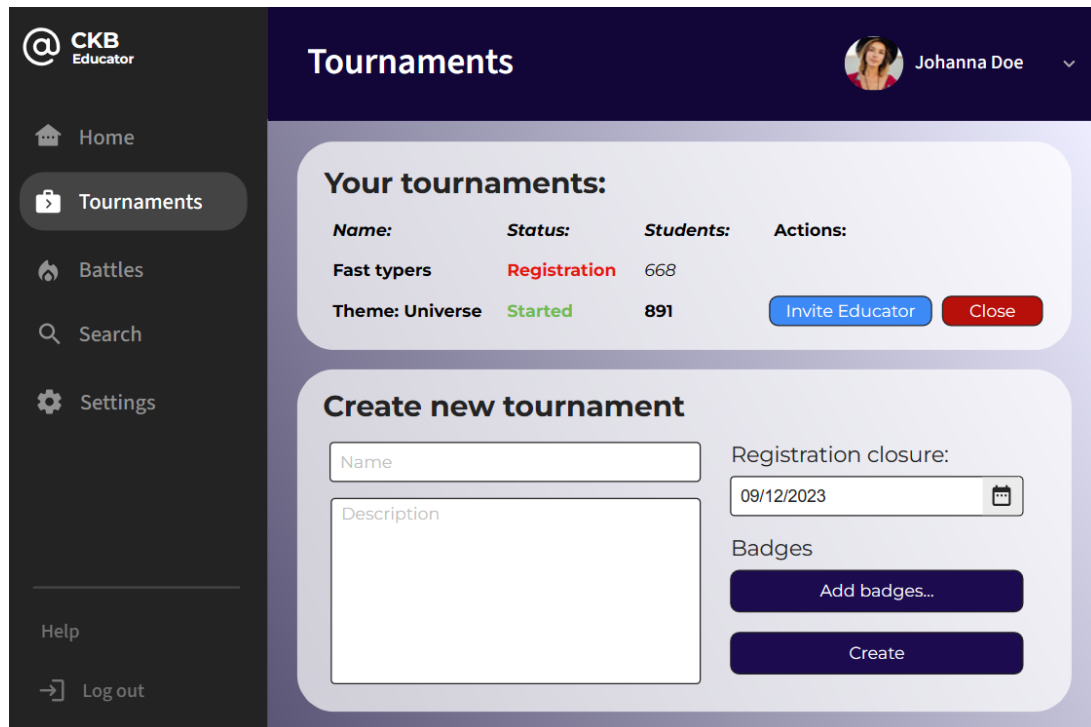 CKB
Educator
Home
Tournaments
Battles
Search
Settings
Help
Log out
Tournaments
Johanna Doe
Your tournaments:
Name: Status: Students: Actions:
Fast typers Registration 668
Theme: Universe Started 891 Invite Educator Close
Create new tournament
Name
Description
Registration closure:
09/12/2023
Badges
Add badges...
Create